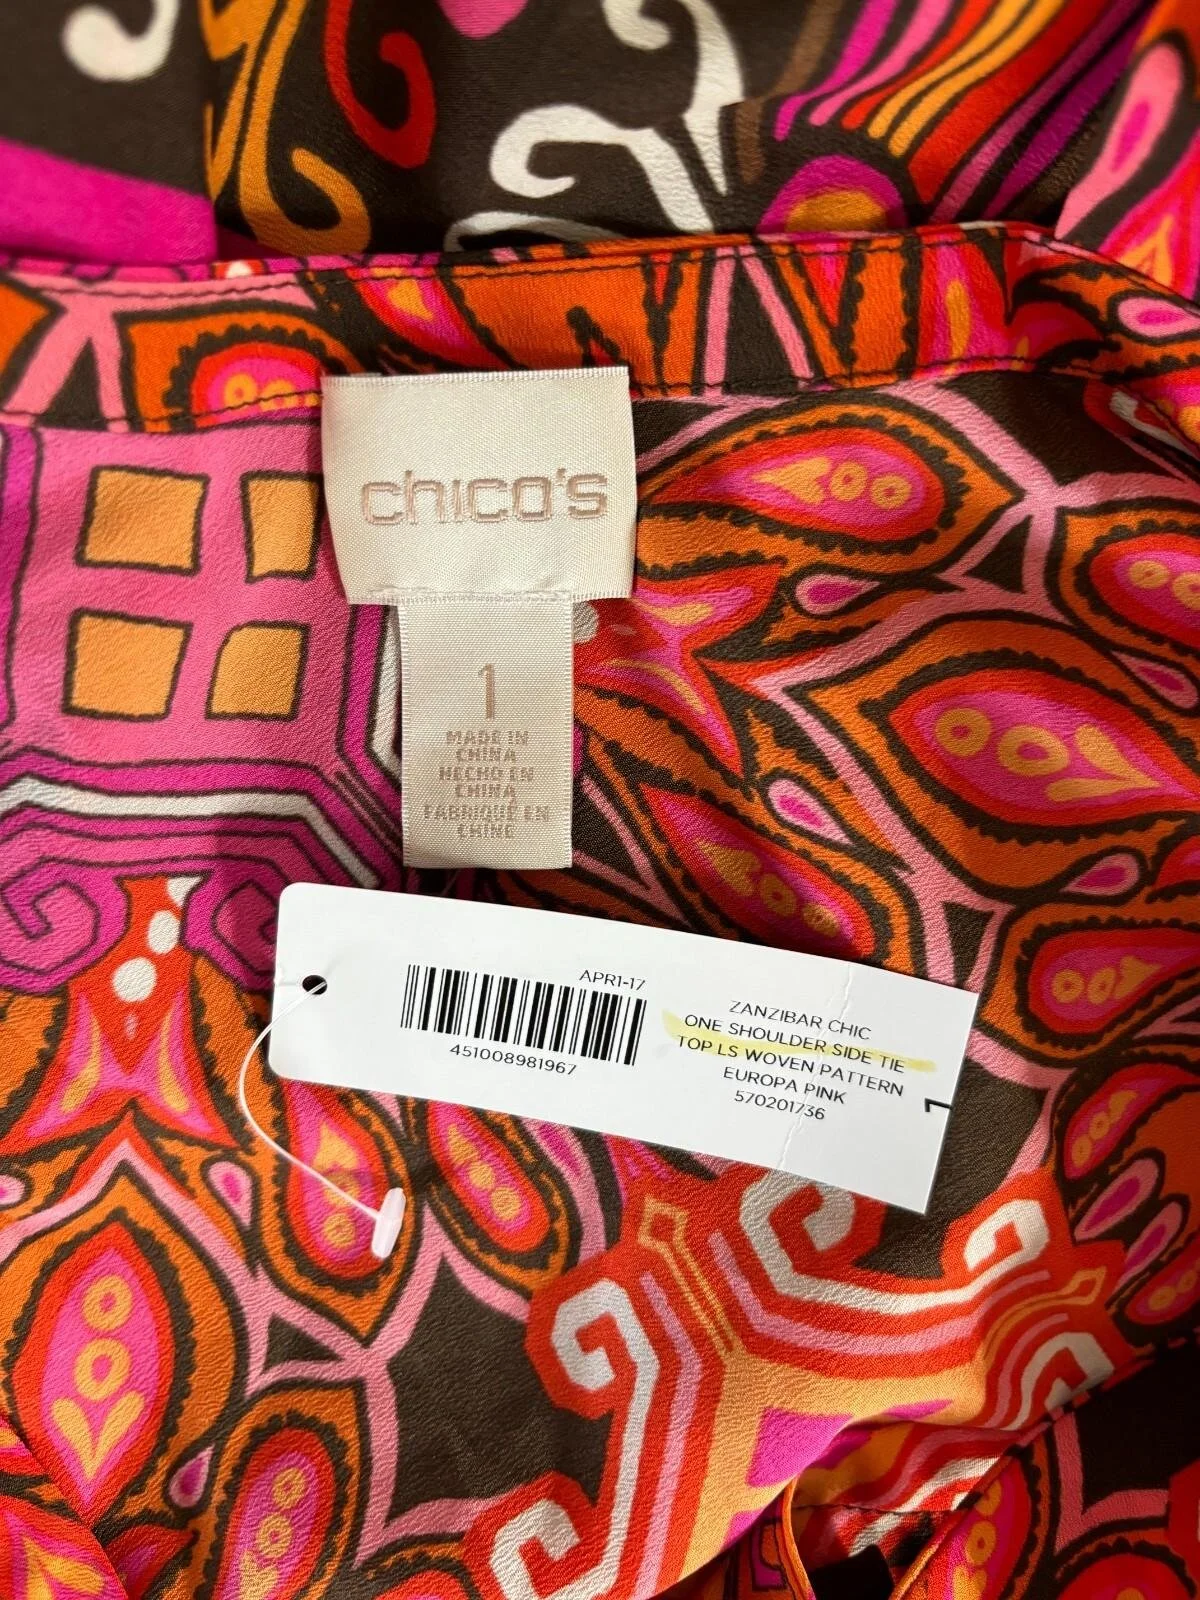 chico's
1
MADE IN
CHINA
HECHO EN
CHINA
FABRIQUÉ EN
CHINE
APR1-17
451008981967
ZANZIBAR CHIC
ONE SHOULDER SIDE TIE
TOP LS WOVEN PATTERN
EUROPA PINK
570201736
1